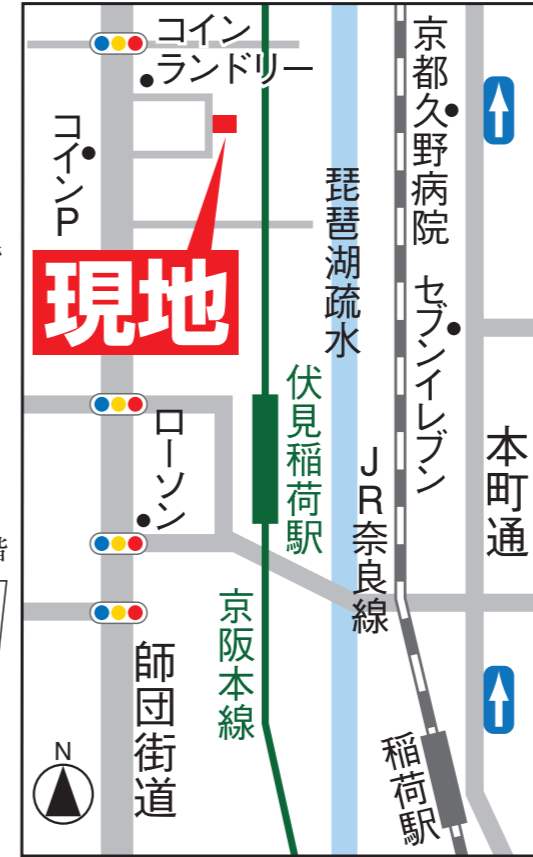 コイン
ランドリー
コインP
現地
京都久野病院
琵琶湖疏水
セブンイレブン
伏見稲荷駅
ローソン
JR奈良線
本町通
京阪本線
師団街道
稲荷駅
N
階